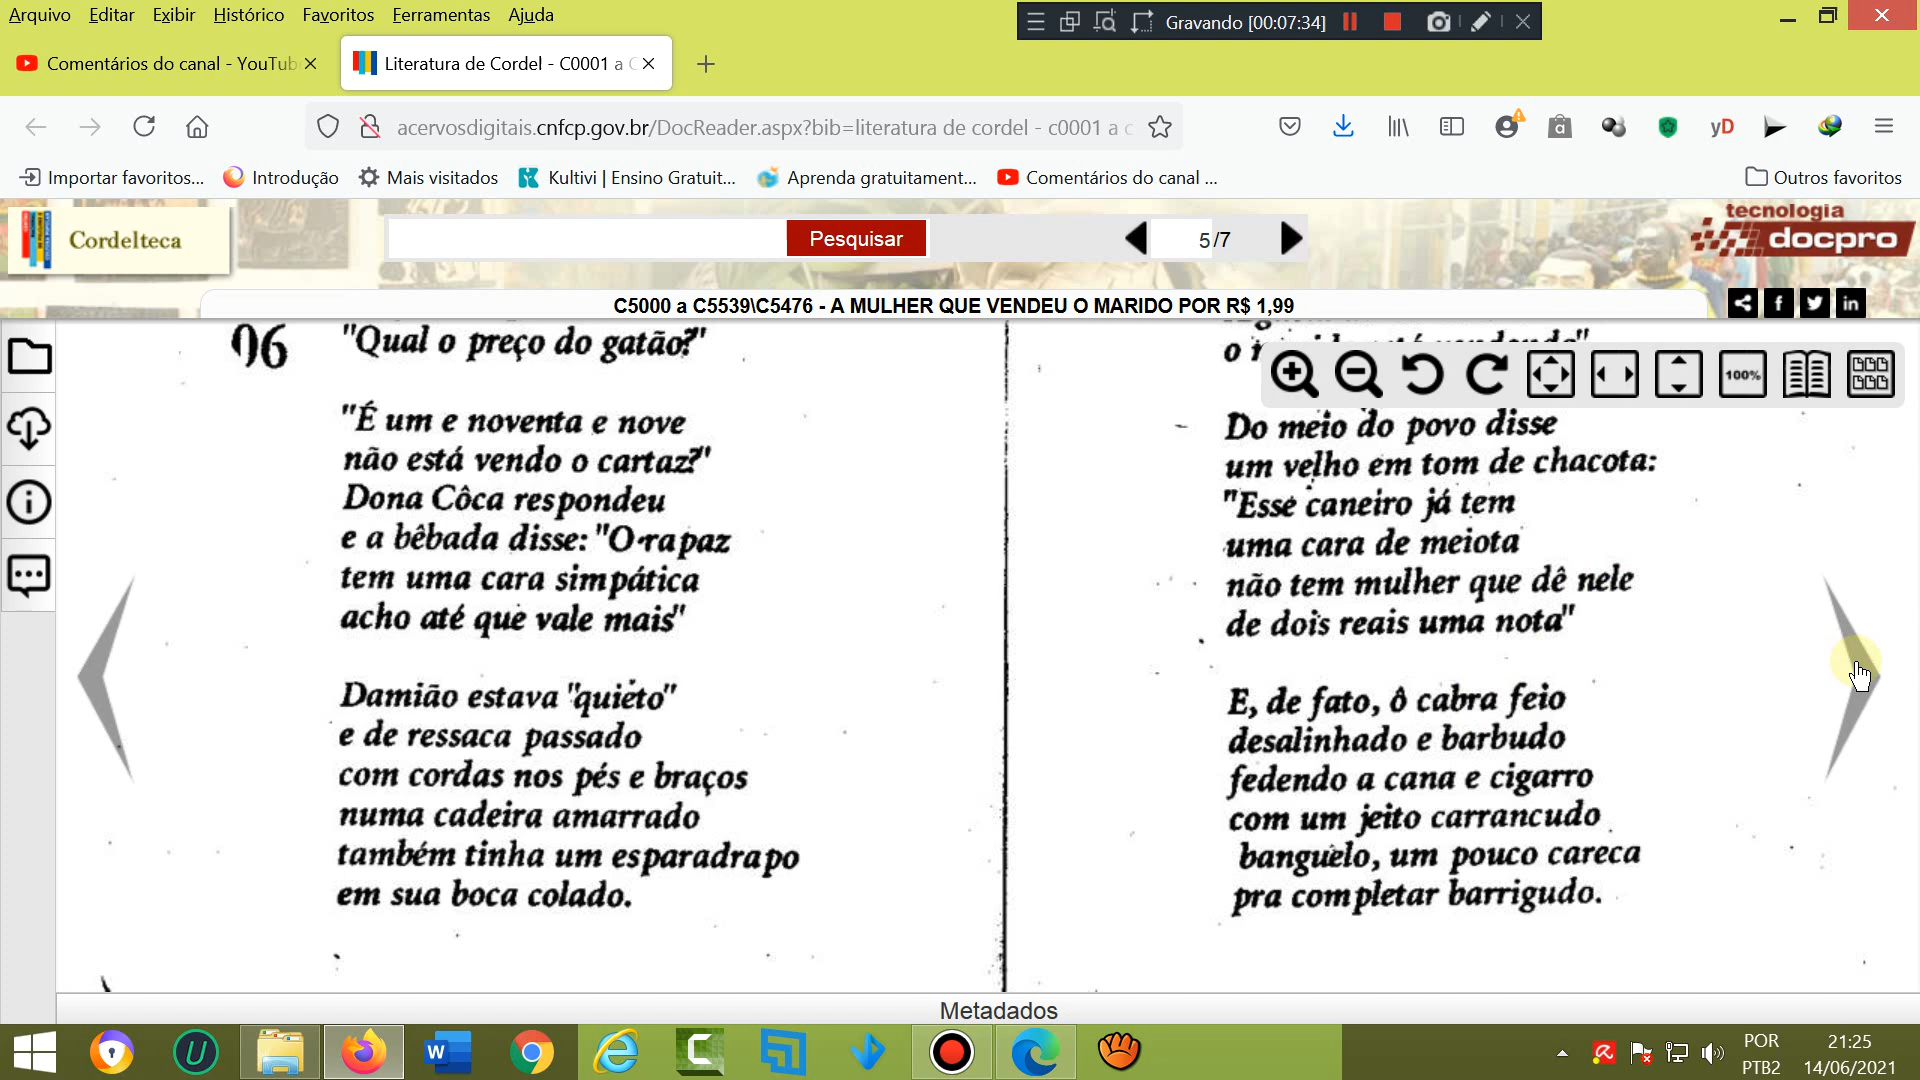 Arquivo Editar Exibir Histórico Favoritos Ferramentas Ajuda
Gravando [00:07:34]
Comentários do canal - YouTub
Literatura de Cordel - C0001 a C
acervosdigitais.cnfcp.gov.br/DocReader.aspx?bib=literatura de cordel - c0001 a c
yD
Importar favoritos...
Introdução
Mais visitados
Kultivi | Ensino Gratuit...
Aprenda gratuitament...
Comentários do canal ...
Outros favoritos
Cordelteca
Pesquisar
5 /7
tecnologia
docpro
C5000 a C5539\C5476 - A MULHER QUE VENDEU O MARIDO POR R$ 1,99
06
"Qual o preço do gatão?"
"É um e noventa e nove
não está vendo o cartaz?"
Dona Côca respondeu
e a bêbada disse: "O rapaz
tem uma cara simpática
acho até que vale mais"
Damião estava "quieto"
e de ressaca passado
com cordas nos pés e braços
numa cadeira amarrado
também tinha um esparadrapo
em sua boca colado.
o
100%
Do meio do povo disse
um velho em tom de chacota:
"Esse caneiro já tem
uma cara de meiota
não tem mulher que dê nele
de dois reais uma nota"
E, de fato, ô cabra feio
desalinhado e barbudo
fedendo a cana e cigarro
com um jeito carrancudo
banguelo, um pouco careca
pra completar barrigudo.
Metadados
POR
PTB2
21:25
14/06/2021